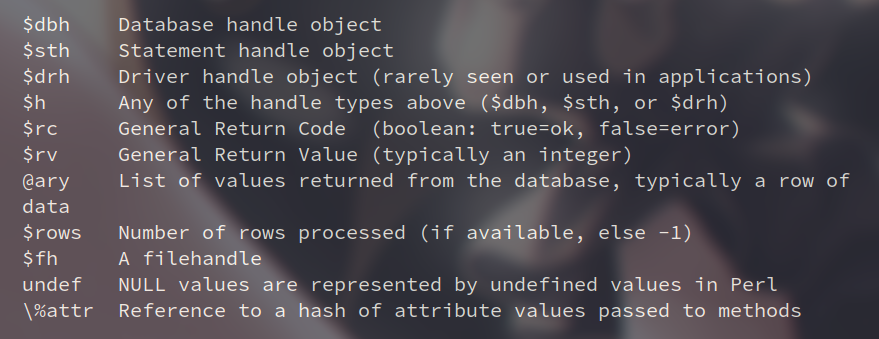 $dbh    Database handle object
$sth    Statement handle object
$drh    Driver handle object (rarely seen or used in applications)
$h      Any of the handle types above ($dbh, $sth, or $drh)
$rc     General Return Code  (boolean: true=ok, false=error)
$rv     General Return Value (typically an integer)
@ary    List of values returned from the database, typically a row of
data
$rows   Number of rows processed (if available, else -1)
$fh     A filehandle
undef   NULL values are represented by undefined values in Perl
\%attr  Reference to a hash of attribute values passed to methods